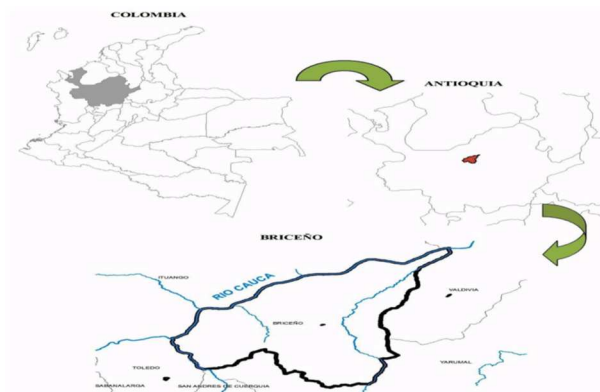 COLOMBIA
ANTIOQUIA
BRICEÑO
ITUANGO
RIO CAUCA
VALDIVIA
BRICEÑO
YARUMAL
TOLEDO
SABANALARGA
SAN ANDRES DE CUERQUIA